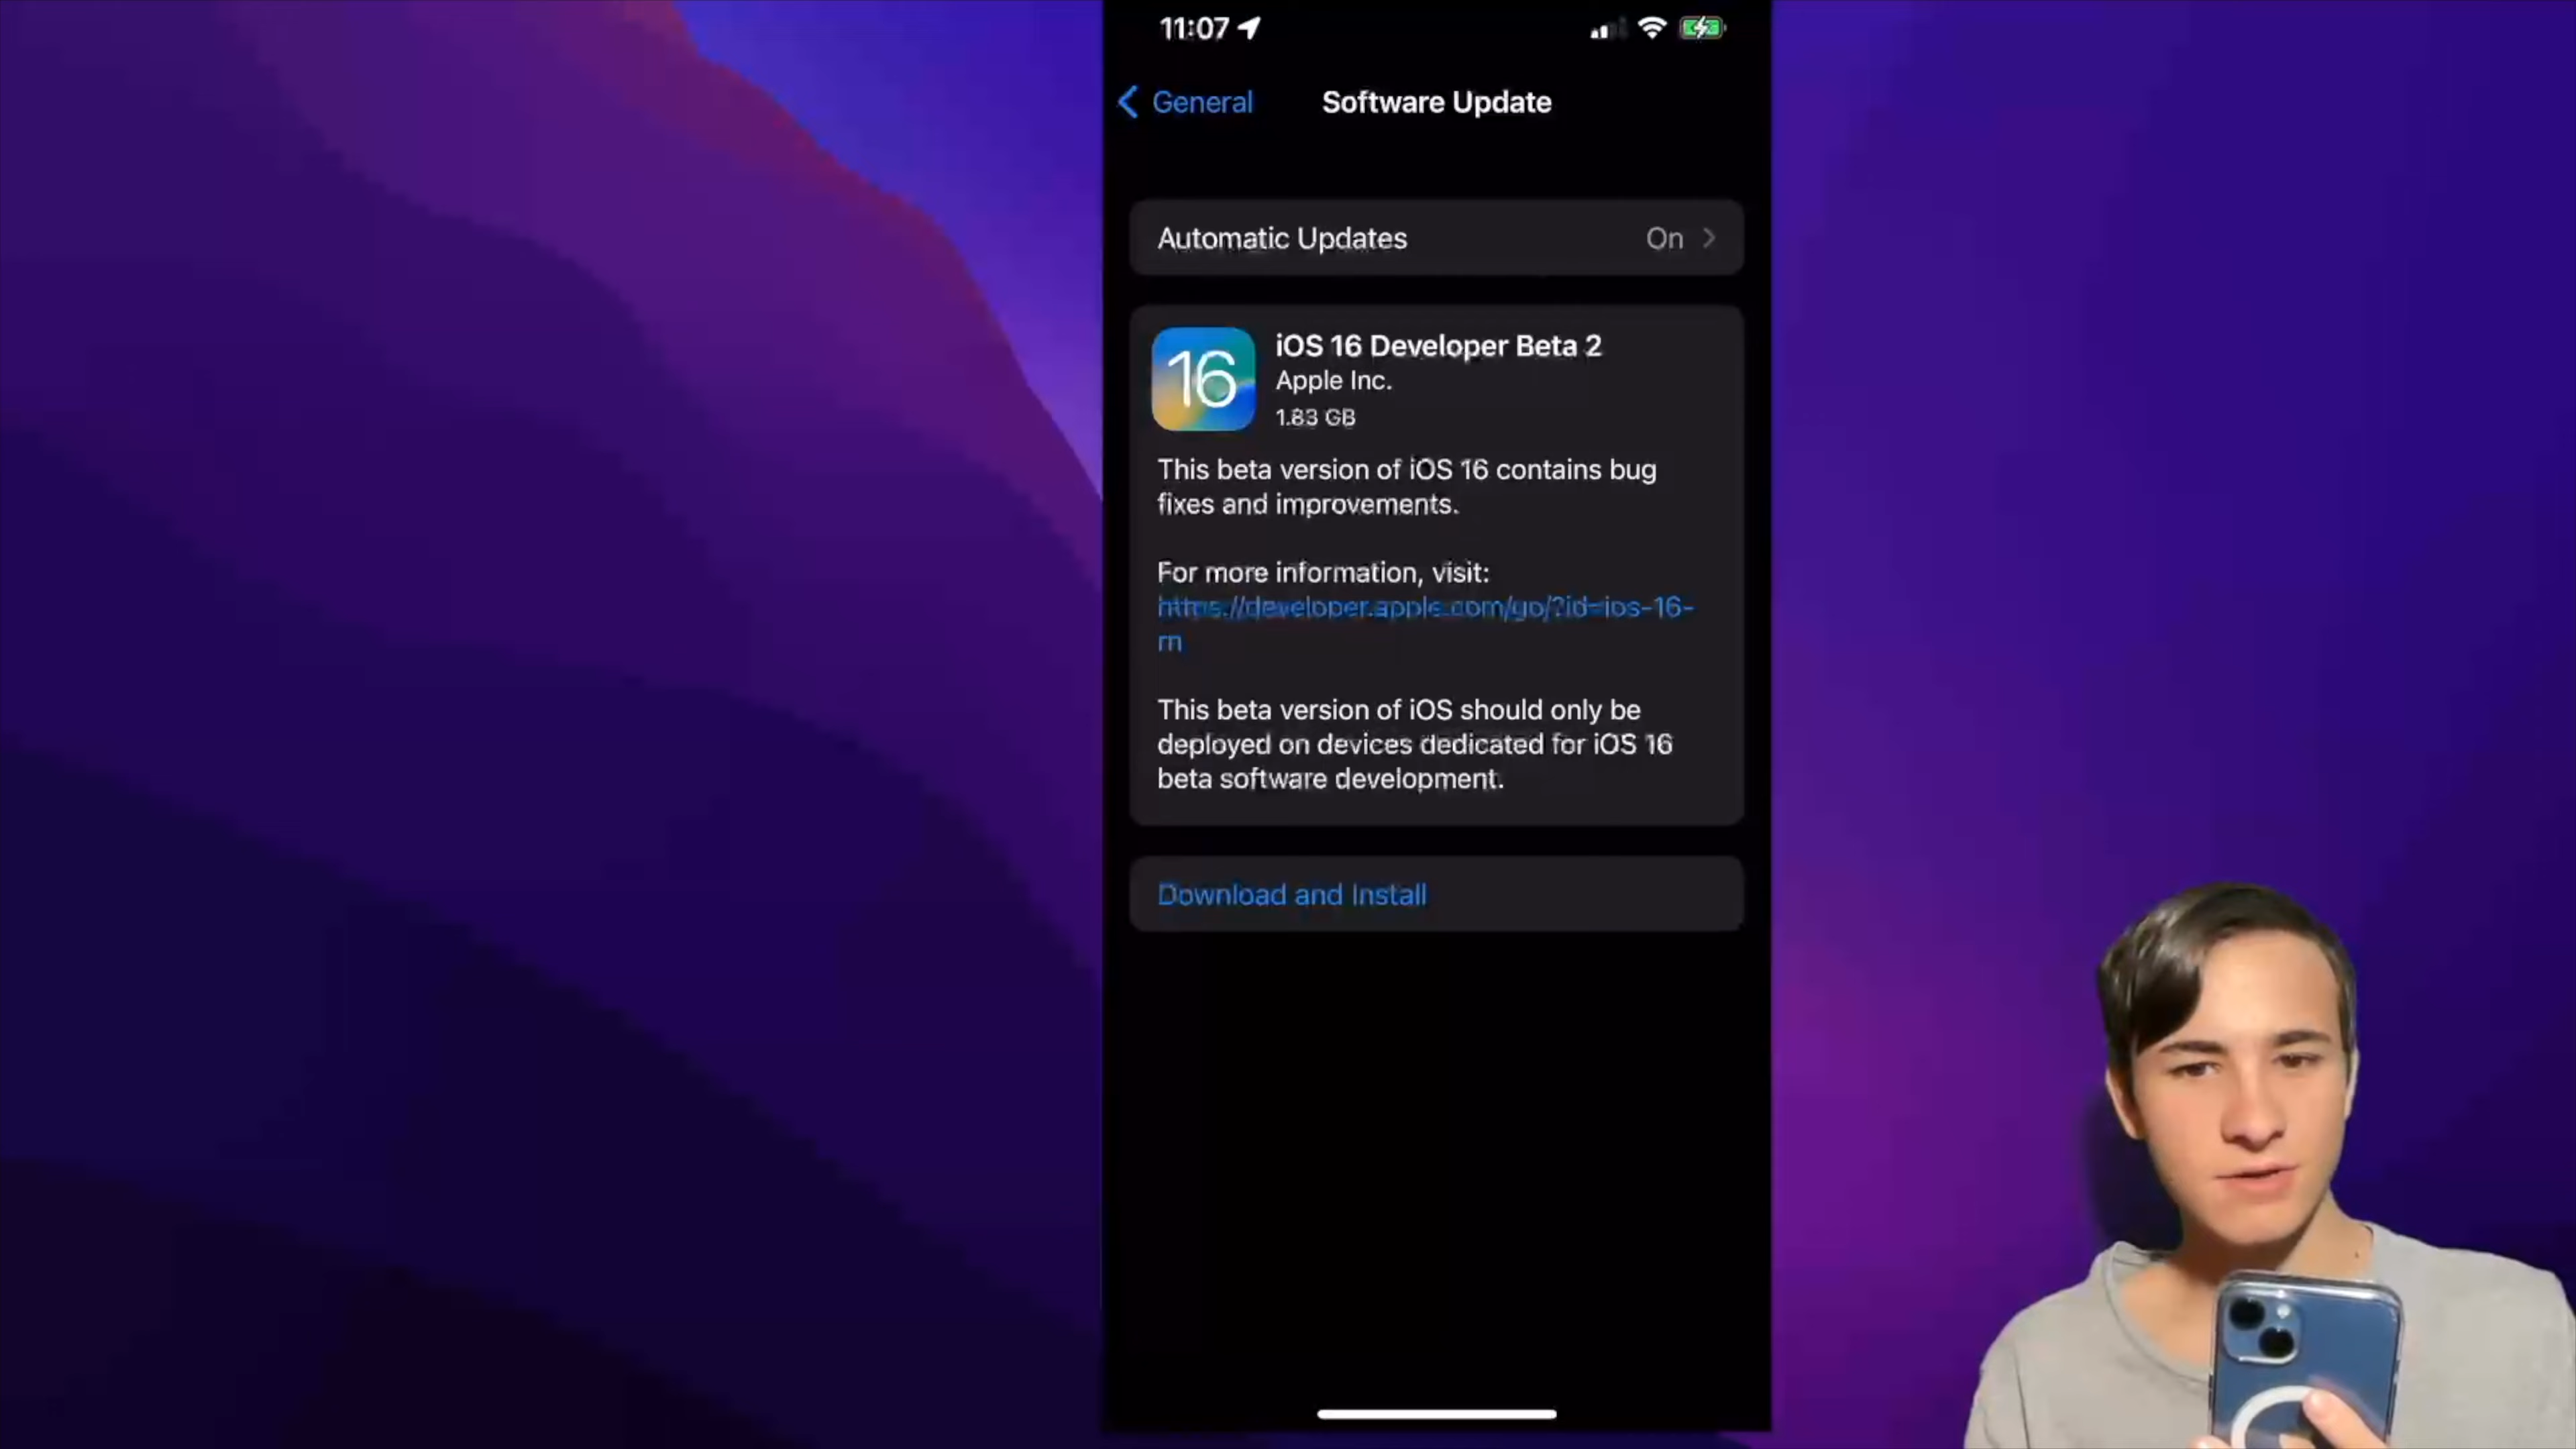 11:07
General
Software Update
Automatic Updates On
16
iOS 16 Developer Beta 2
Apple Inc.
1.83 GB
This beta version of iOS 16 contains bug
fixes and improvements.
For more information, visit:
https://developer.apple.com/go/?id=ios-16-
rn
This beta version of iOS should only be
deployed on devices dedicated for iOS 16
beta software development.
Download and Install